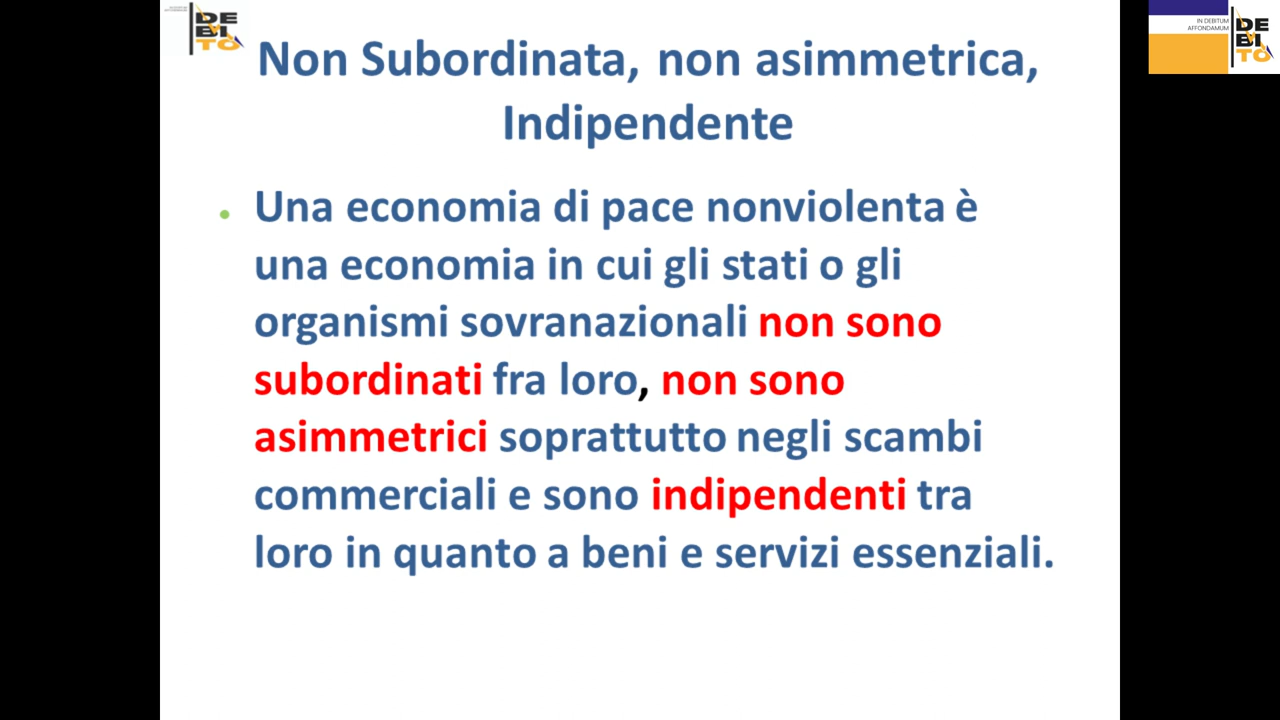 DE
BI
TO
IN DEBITUM
AFFONDAMUM
DE
BI
TO
Non Subordinata, non asimmetrica,
Indipendente
Una economia di pace nonviolenta è
una economia in cui gli stati o gli
organismi sovranazionali non sono
subordinati fra loro, non sono
asimmetrici soprattutto negli scambi
commerciali e sono indipendenti tra
loro in quanto a beni e servizi essenziali.